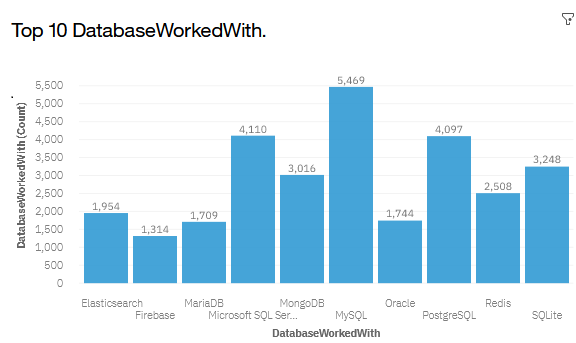 Top 10 DatabaseWorkedWith.
DatabaseWorkedWith (Count)
5,500
5,000
4,500
4,000
3,500
3,000
2,500
2,000
1,500
1,000
500
0
1,954
1,314
1,709
4,110
3,016
5,469
1,744
4,097
2,508
3,248
Elasticsearch
Firebase
MariaDB
Microsoft SQL Ser...
MongoDB
MySQL
Oracle
PostgreSQL
Redis
SQLite
DatabaseWorkedWith